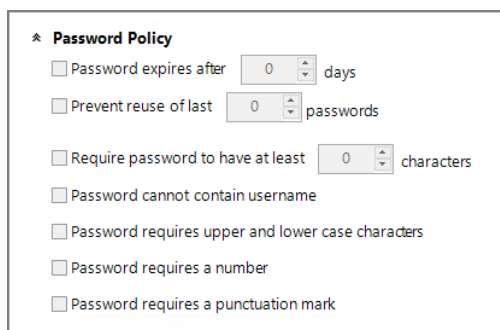 Password Policy
Password expires after 0 days
Prevent reuse of last 0 passwords
Require password to have at least 0 characters
Password cannot contain username
Password requires upper and lower case characters
Password requires a number
Password requires a punctuation mark